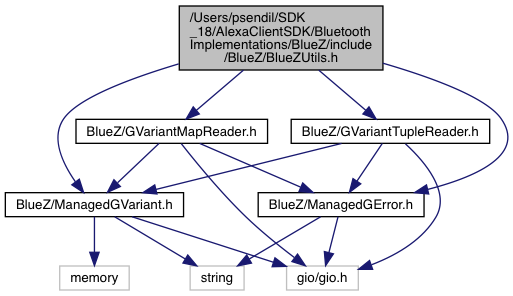 /Users/psendil/SDK
_18/AlexaClientSDK/Bluetooth
Implementations/BlueZ/include
/BlueZ/BlueZUtils.h
BlueZ/GVariantMapReader.h
BlueZ/GVariantTupleReader.h
BlueZ/ManagedGVariant.h
BlueZ/ManagedGError.h
memory
string
gio/gio.h